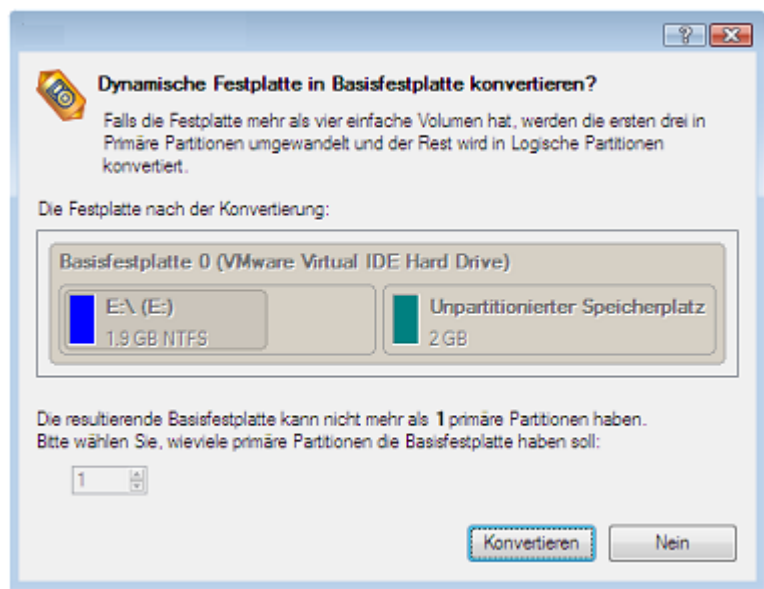 Dynamische Festplatte in Basisfestplatte konvertieren?
Falls die Festplatte mehr als vier einfache Volumen hat, werden die ersten drei in
Primäre Partitionen umgewandelt und der Rest wird in Logische Partitionen
konvertiert.
Die Festplatte nach der Konvertierung:
Basisfestplatte 0 (VMware Virtual IDE Hard Drive)
E:\ (E:)
1.9 GB NTFS
Unpartitionierter Speicherplatz
2 GB
Die resultierende Basisfestplatte kann nicht mehr als 1 primäre Partitionen haben.
Bitte wählen Sie, wieviele primäre Partitionen die Basisfestplatte haben soll:
1
Konvertieren
Nein